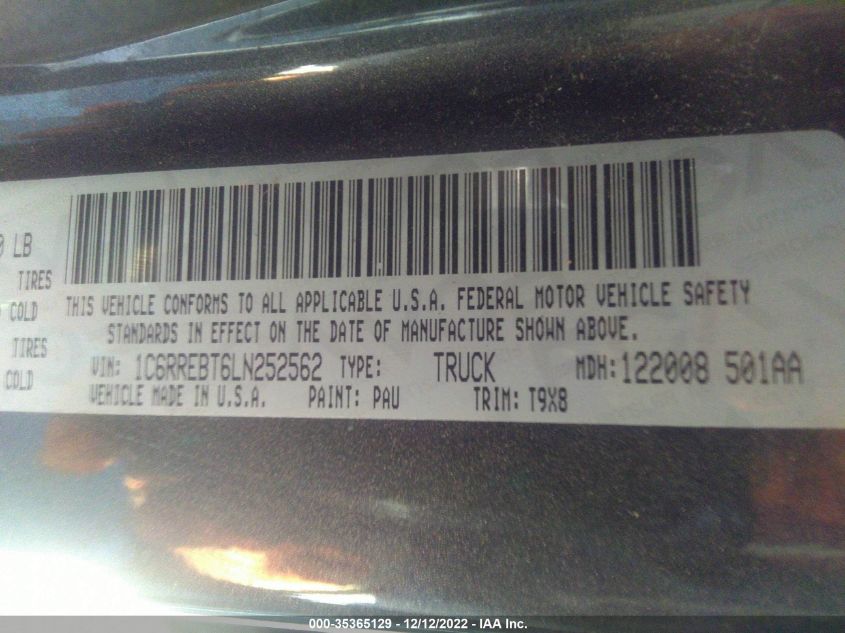 0 LB
TIRES
COLD
TIRES
COLD
THIS VEHICLE CONFORMS TO ALL APPLICABLE U.S.A. FEDERAL MOTOR VEHICLE SAFETY
STANDARDS IN EFFECT ON THE DATE OF MANUFACTURE SHOWN ABOVE.
VIN: 1C6RREBT6LN252562 TYPE: TRUCK MDH: 122008 501AA
VEHICLE MADE IN U.S.A. PAINT: PAU TRIM: T9X8
000-35365129 - 12/12/2022 - IAA Inc.